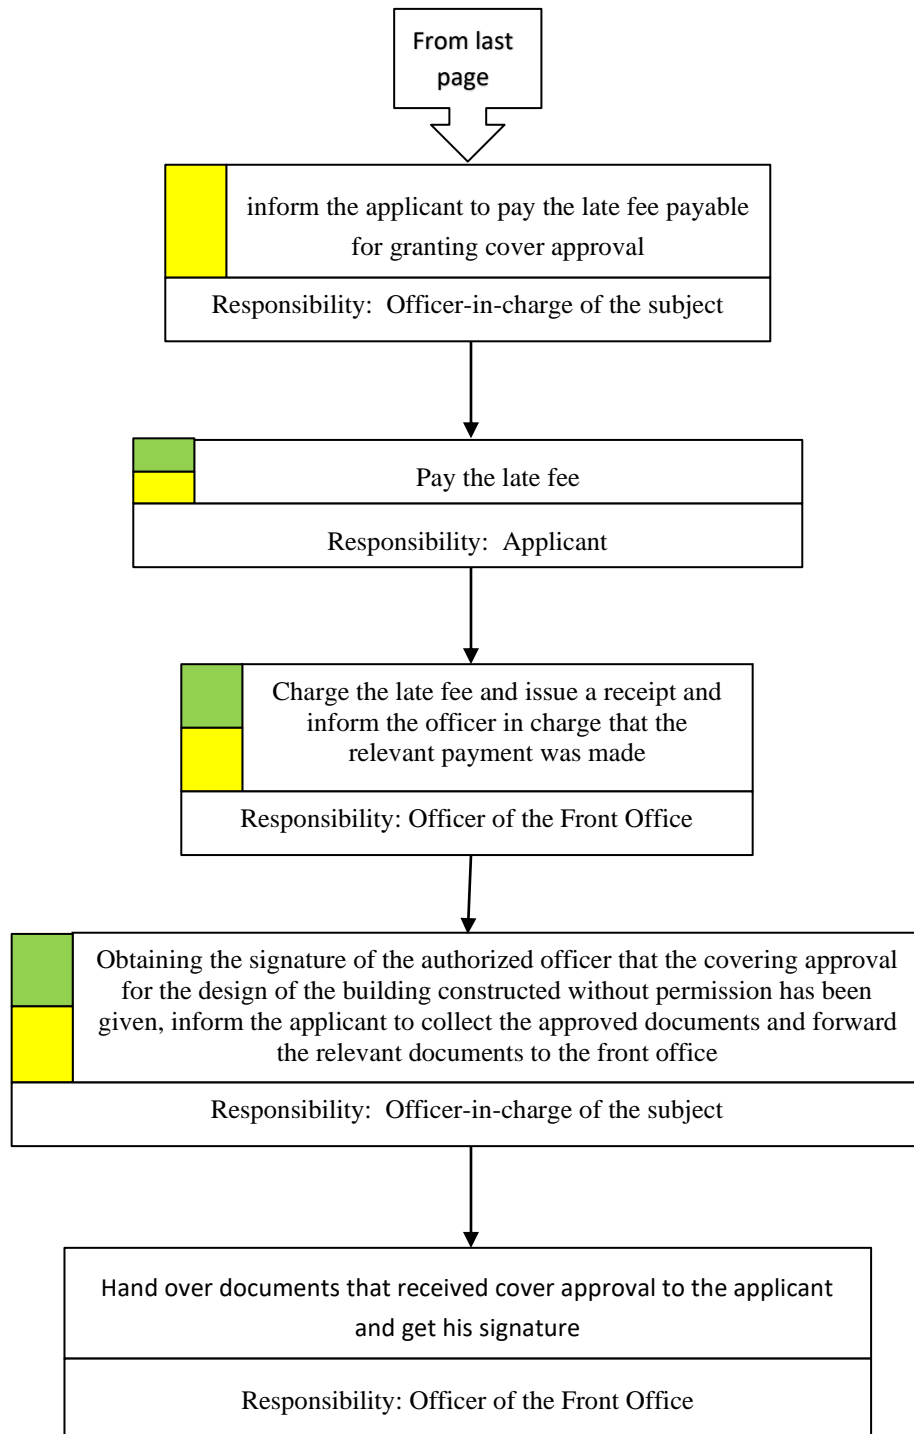 From last
page
inform the applicant to pay the late fee payable
for granting cover approval
Responsibility: Officer-in-charge of the subject
Pay the late fee
Responsibility: Applicant
Charge the late fee and issue a receipt and
inform the officer in charge that the
relevant payment was made
Responsibility: Officer of the Front Office
Obtaining the signature of the authorized officer that the covering approval
for the design of the building constructed without permission has been
given, inform the applicant to collect the approved documents and forward
the relevant documents to the front office
Responsibility: Officer-in-charge of the subject
Hand over documents that received cover approval to the applicant
and get his signature
Responsibility: Officer of the Front Office